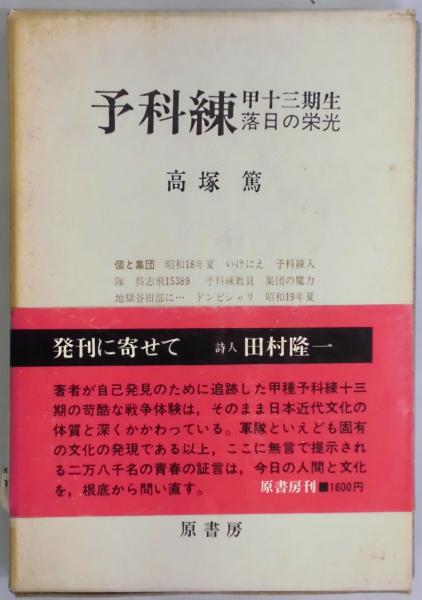 予科練 甲十三期生
落日の栄光
高塚 篤
個と集団 昭和18年夏 いけにえ 予科練入
隊 呉志飛15389 予科練教員 集団の魔力
地獄谷田部に… ドンピシャリ 昭和19年夏
発刊に寄せて 詩人 田村隆一
著者が自己発見のために追跡した甲種予科練十三
期の苛酷な戦争体験は，そのまま日本近代文化の
体質と深くかかわっている。軍隊といえども固有
の文化の発現である以上，ここに無言で提示され
る二万八千名の青春の証言は，今日の人間と文化
を，根底から問い直す。 原書房刊 ■1600円
原書房